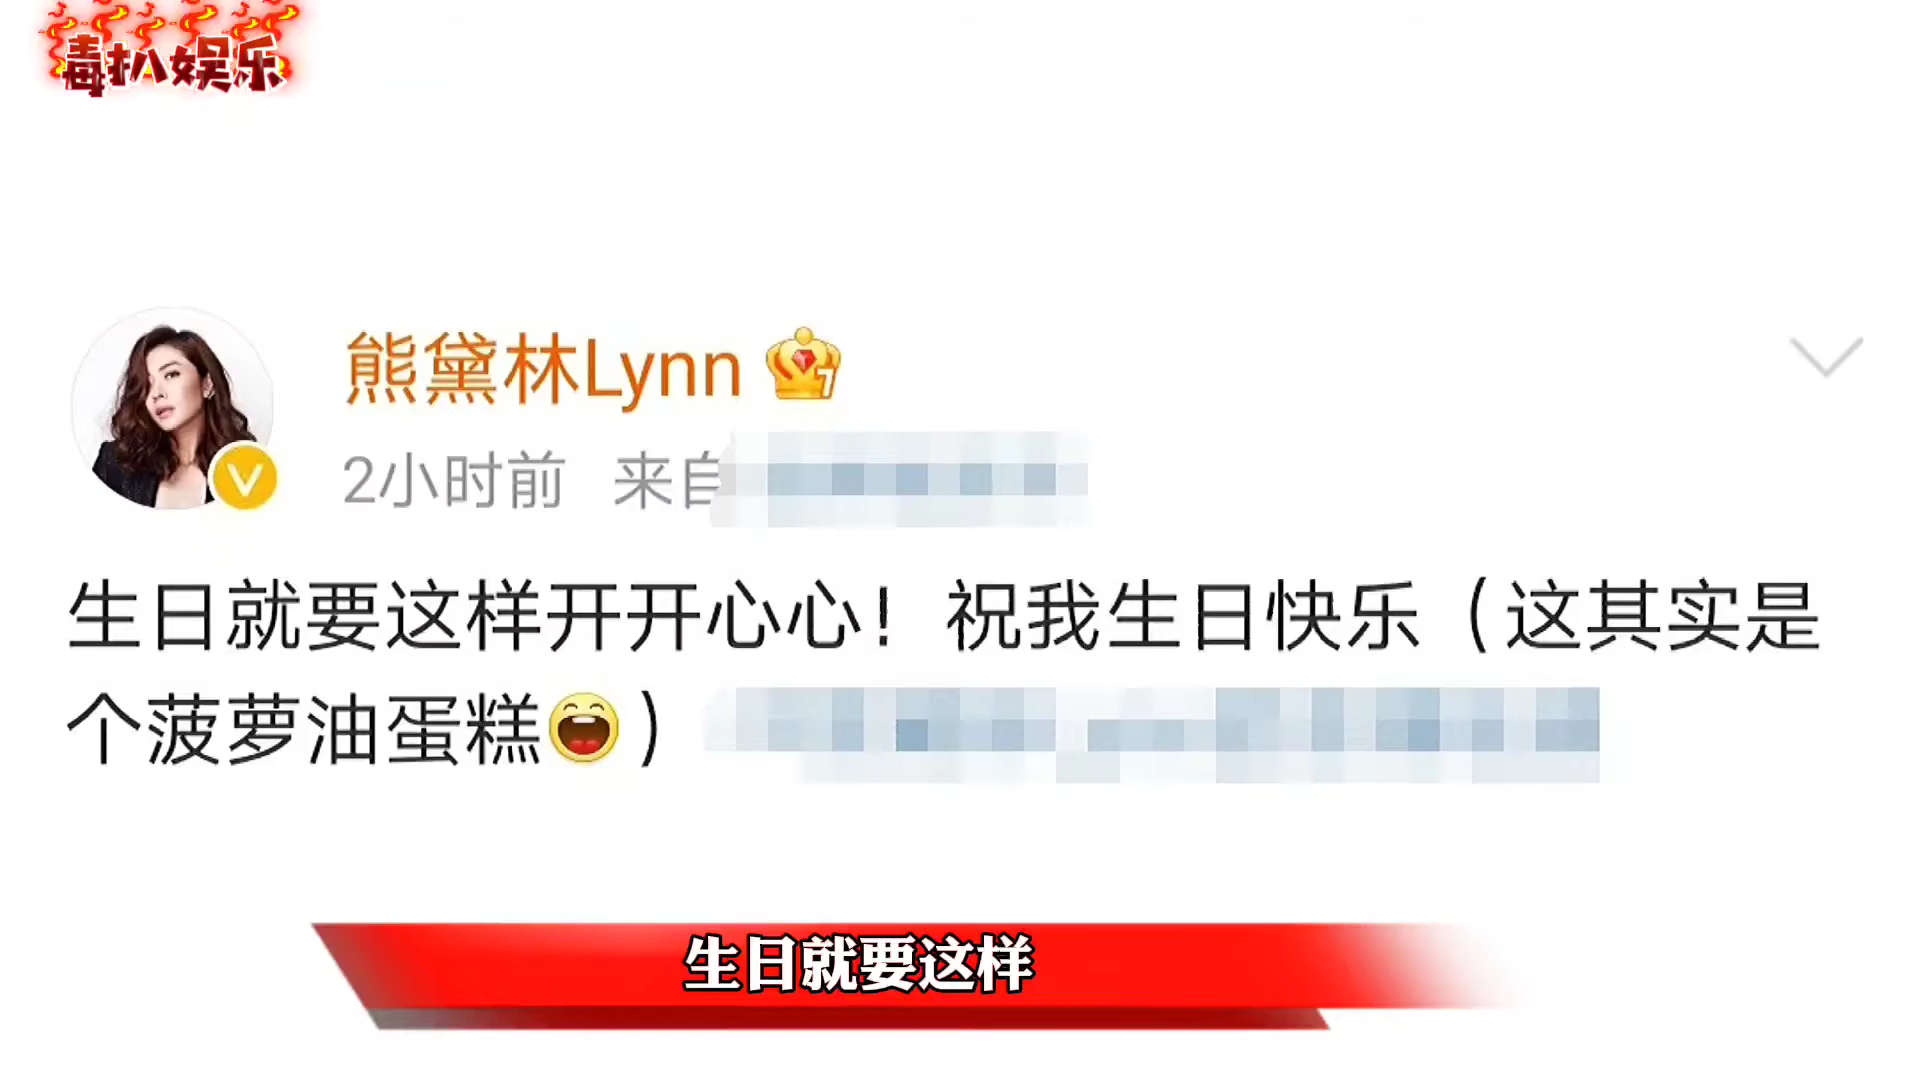 毒扒娱乐
熊黛林Lynn
7
2小时前 来自
生日就要这样开开心心！祝我生日快乐（这其实是
个菠萝油蛋糕）
生日就要这样